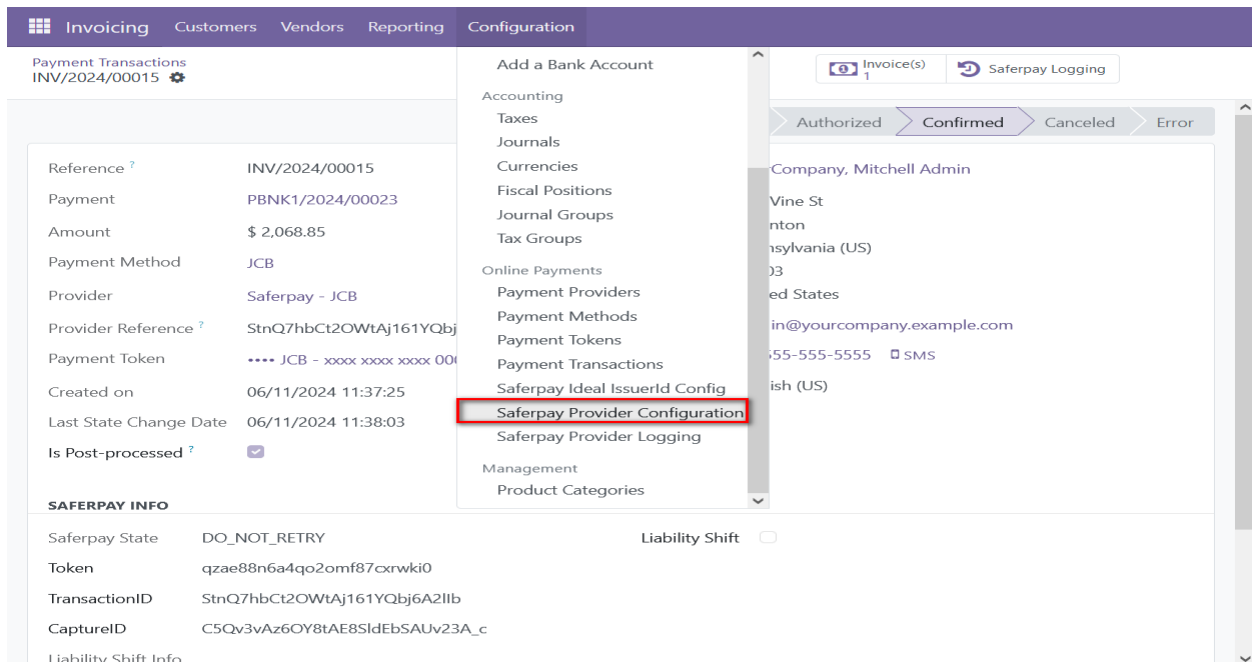 Invoicing Customers Vendors Reporting Configuration
Payment Transactions
INV/2024/00015
Invoice(s)
1
Saferpay Logging
Authorized Confirmed Canceled Error
Add a Bank Account
Accounting
Taxes
Journals
Currencies
Fiscal Positions
Journal Groups
Tax Groups
Online Payments
Payment Providers
Payment Methods
Payment Tokens
Payment Transactions
Saferpay Ideal IssuerId Config
Saferpay Provider Configuration
Saferpay Provider Logging
Management
Product Categories
Reference ? INV/2024/00015
Payment PBNK1/2024/00023
Amount $ 2,068.85
Payment Method JCB
Provider Saferpay - JCB
Provider Reference ? StnQ7hbCt2OWtAj161YQbj
Payment Token •••• JCB - xxxx xxxx xxxx 00
Created on 06/11/2024 11:37:25
Last State Change Date 06/11/2024 11:38:03
Is Post-processed ?
Company, Mitchell Admin
Vine St
nton
nsylvania (US)
03
ed States
in@yourcompany.example.com
555-555-5555 SMS
ish (US)
SAFERPAY INFO
Saferpay State DO_NOT_RETRY Liability Shift
Token qzae88n6a4qo2omf87cxrwki0
TransactionID StnQ7hbCt2OWtAj161YQbj6A2lIb
CaptureID C5Qv3vAz6OY8tAE8SldEbSAUv23A_c
Liability Shift Info